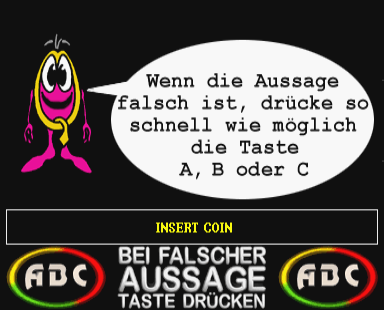 Wenn die Aussage
falsch ist, drücke so
schnell wie möglich
die Taste
A, B oder C
INSERT COIN
ABC
BEI FALSCHER
AUSSAGE
TASTE DRÜCKEN
ABC